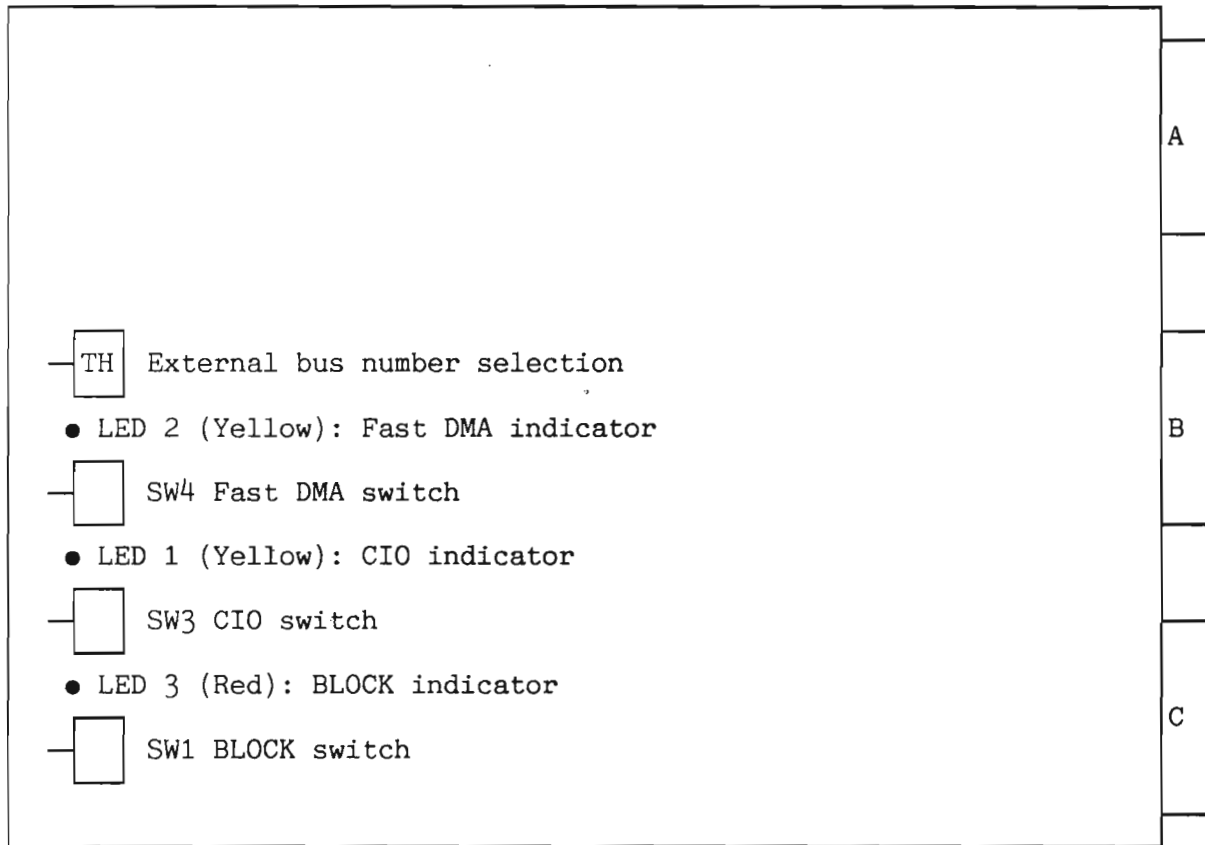 A
TH External bus number selection
● LED 2 (Yellow): Fast DMA indicator
B
SW4 Fast DMA switch
● LED 1 (Yellow): CIO indicator
SW3 CIO switch
● LED 3 (Red): BLOCK indicator
C
SW1 BLOCK switch